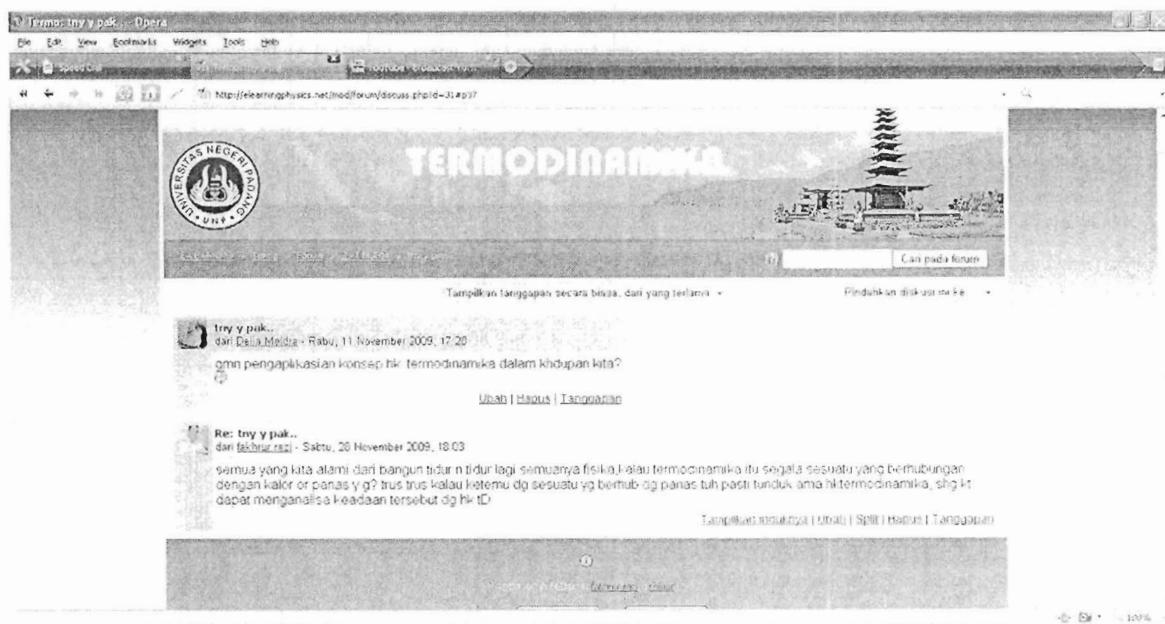 Termo: tny y pak... - Opera
File Edit View Bookmarks Widgets Tools Help
Speed Dial
YouTube - Broadcast Yo...
http://elearningphysics.net/mod/forum/discuss.php?d=31#p37
UNIVERSITAS NEGERI PADANG
UNP
TERMODINAMIKA
Cari pada forum
Tampilkan tanggapan secara biasa, dari yang terlama
Pindahkan diskusi ini ke
tny y pak..
dari Delia Meldra - Rabu, 11 November 2009, 17:20
gmn pengaplikasian konsep hk. termodinamika dalam khdupan kita?
Ubah | Hapus | Tanggapan
Re: tny y pak..
dari fakhrur razi - Sabtu, 28 November 2009, 18:03
semua yang kita alami dari bangun tidur n tidur lagi semuanya fisika,kalau termodinamika itu segala sesuatu yang berhubungan
dengan kalor or panas y g? trus trus kalau ketemu dg sesuatu yg berhub dg panas tuh pasti tunduk ama hk.termodinamika, shg kt
dapat menganalisa keadaan tersebut dg hk tD
Tampilkan induknya | Ubah | Split | Hapus | Tanggapan
100%